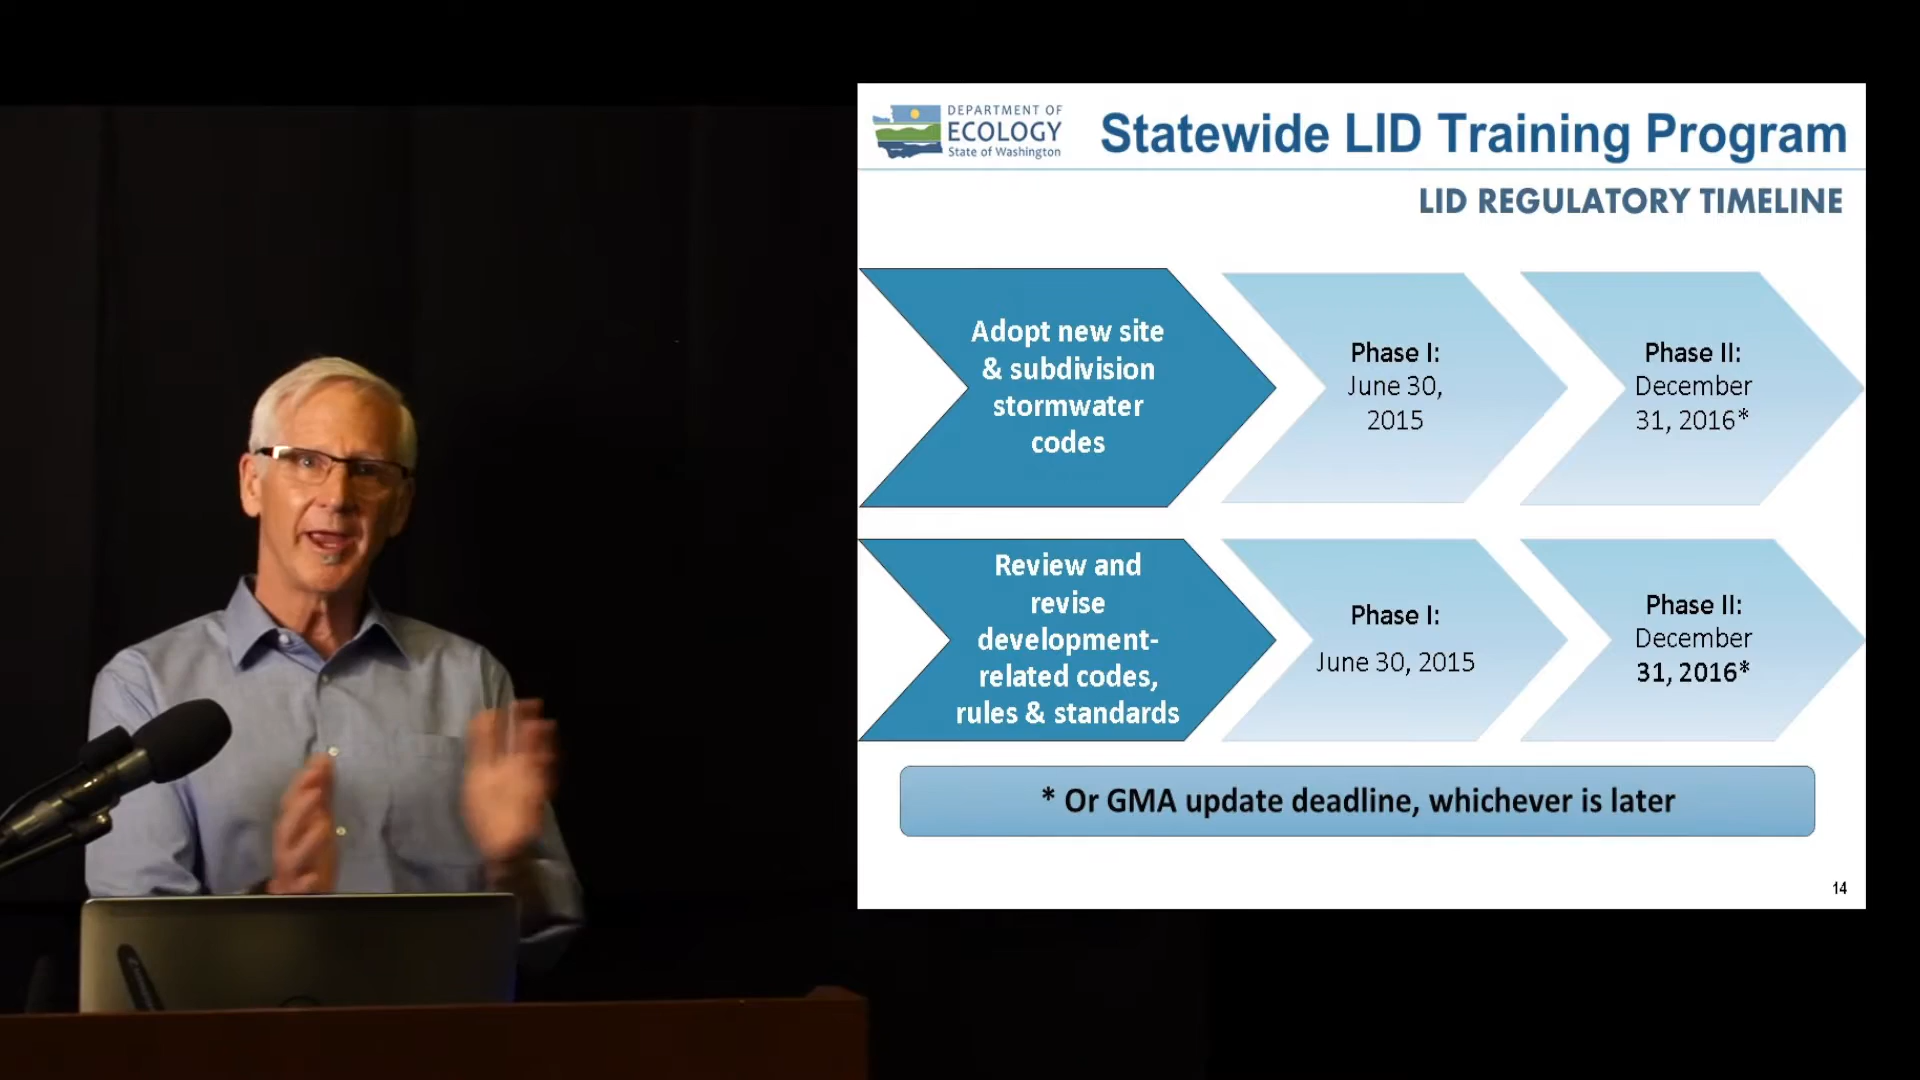 DEPARTMENT OF
ECOLOGY
State of Washington
Statewide LID Training Program
LID REGULATORY TIMELINE
Adopt new site
& subdivision
stormwater
codes
Phase I:
June 30,
2015
Phase II:
December
31, 2016*
Review and
revise
development-
related codes,
rules & standards
Phase I:
June 30, 2015
Phase II:
December
31, 2016*
* Or GMA update deadline, whichever is later
14